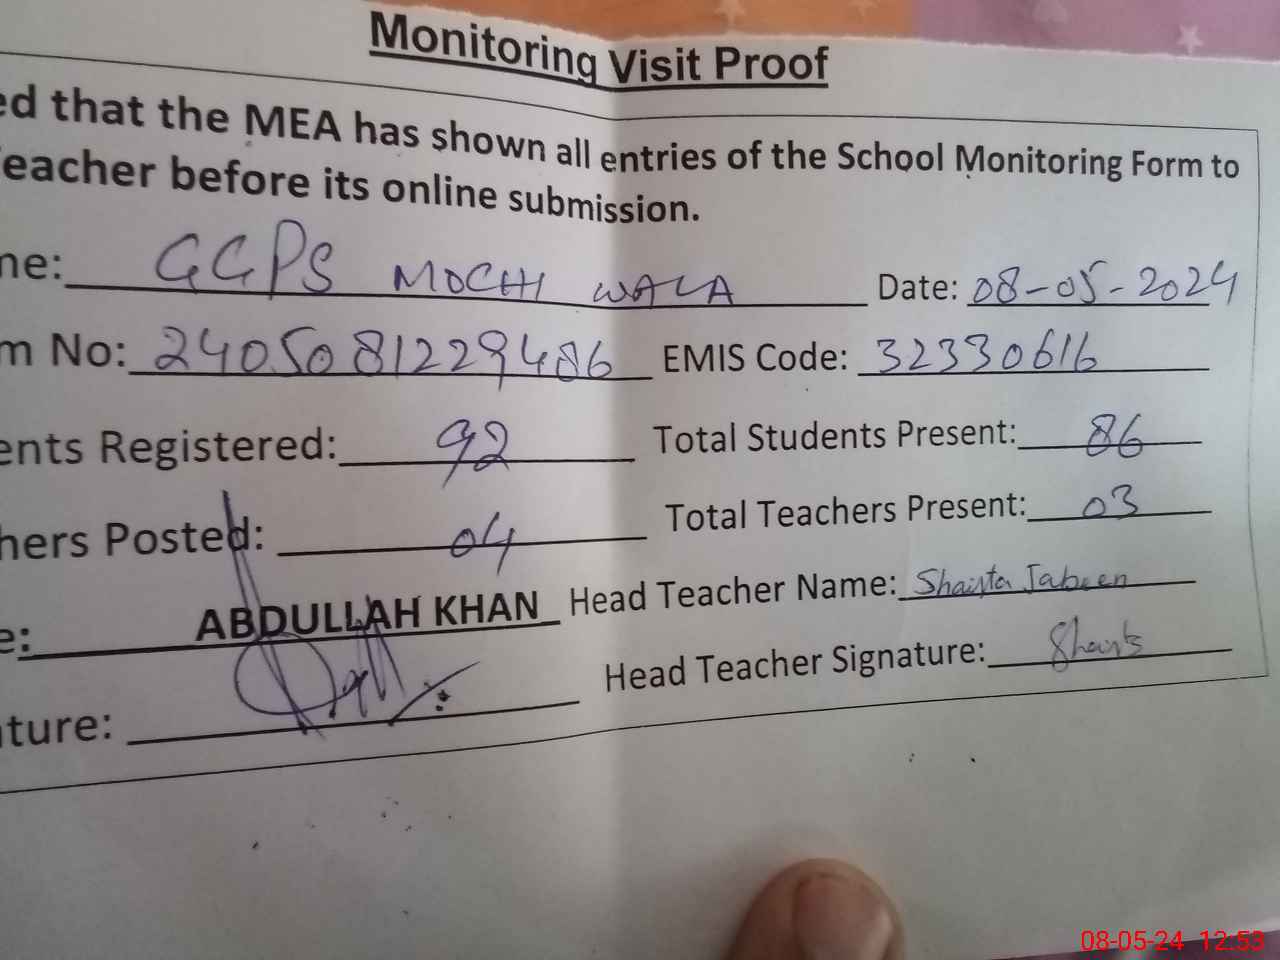 Monitoring Visit Proof
ed that the MEA has shown all entries of the School Monitoring Form to
eacher before its online submission.
ne: GGPS MOCHI WALA Date: 08-05-2024
m No: 2405081229486 EMIS Code: 32330616
ents Registered: 92 Total Students Present: 86
hers Posted: 04 Total Teachers Present: 03
e: ABDULLAH KHAN Head Teacher Name: Shaista Jabeen
ature: Head Teacher Signature: Shaista
08-05-24 12:53